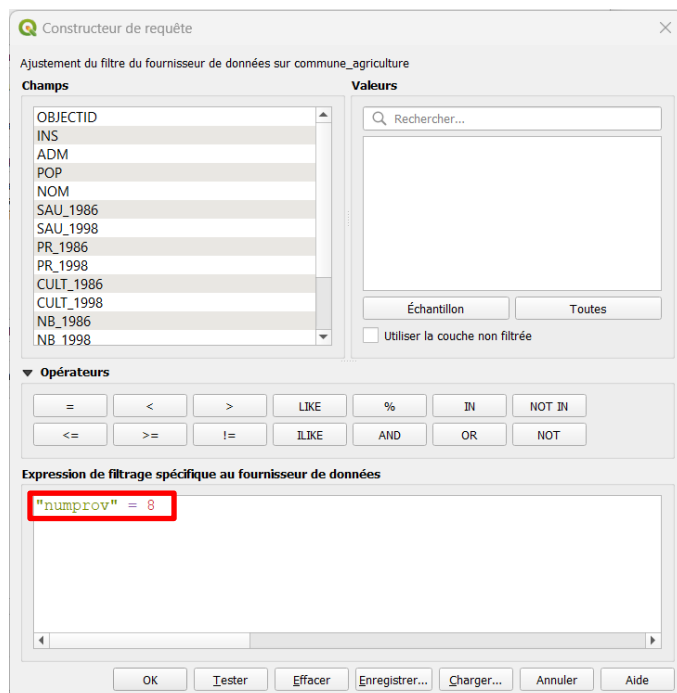 Constructeur de requête
Ajustement du filtre du fournisseur de données sur commune_agriculture
Champs
Valeurs
OBJECTID
INS
ADM
POP
NOM
SAU_1986
SAU_1998
PR_1986
PR_1998
CULT_1986
CULT_1998
NB_1986
NB 1998
Rechercher...
Échantillon
Toutes
Utiliser la couche non filtrée
Opérateurs
= < > LIKE % IN NOT IN
<= >= != ILIKE AND OR NOT
Expression de filtrage spécifique au fournisseur de données
"numprov" = 8
OK Tester Effacer Enregistrer... Charger... Annuler Aide